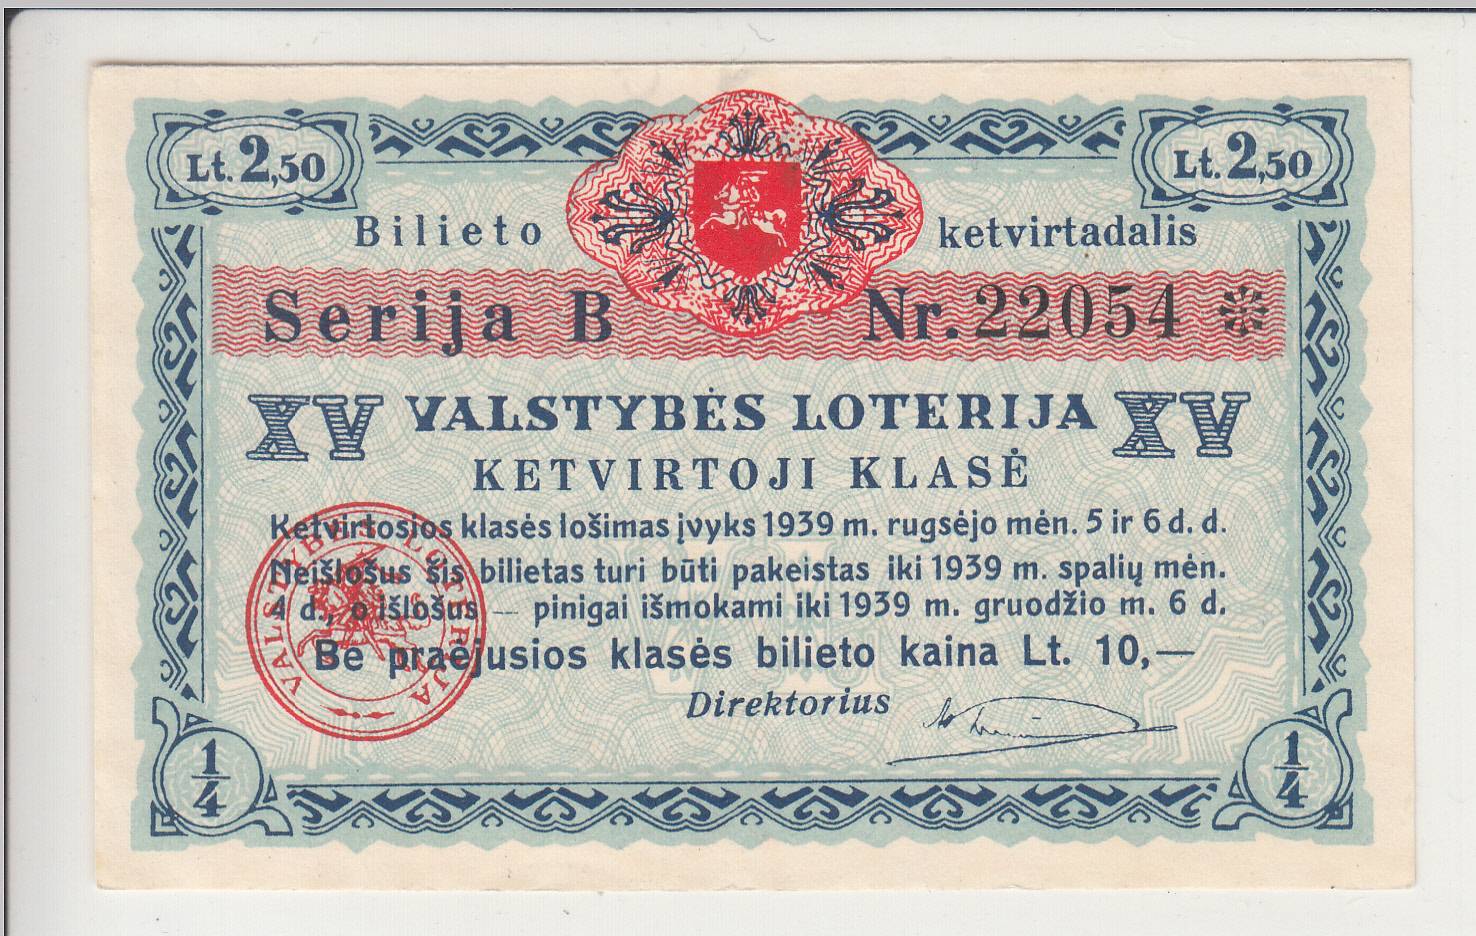 Lt. 2,50
Lt. 2,50
Bilieto ketvirtadalis
Serija B Nr. 22054
XV VALSTYBĖS LOTERIJA XV
KETVIRTOJI KLASĖ
Ketvirtosios klasės lošimas įvyks 1939 m. rugsėjo mėn. 5 ir 6 d. d.
Neišlošus šis bilietas turi būti pakeistas iki 1939 m. spalių mėn.
4 d., o išlošus — pinigai išmokami iki 1939 m. gruodžio m. 6 d.
Be praėjusios klasės bilieto kaina Lt. 10,—
Direktorius
VALSTYBĖS LOTERIJA
1/4
1/4